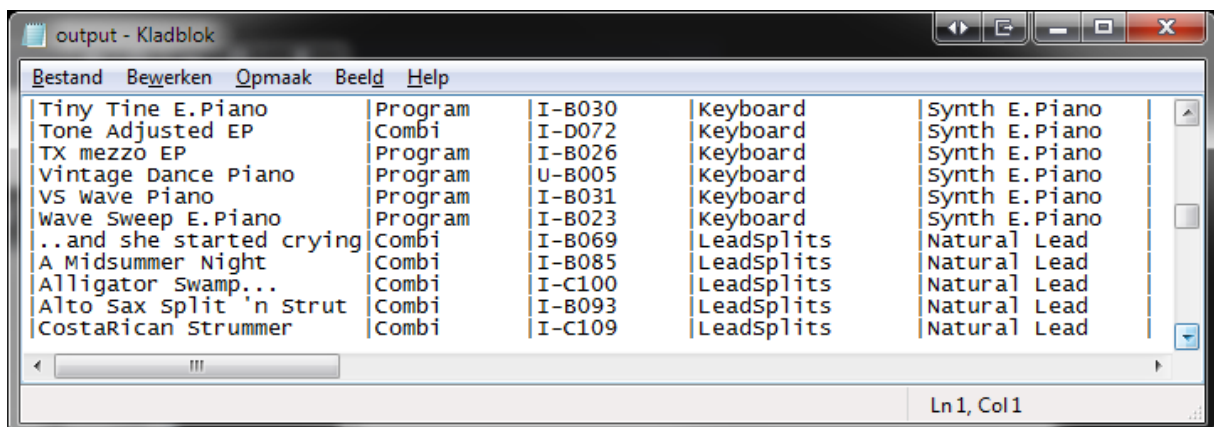 output - Kladblok
Bestand Bewerken Opmaak Beeld Help
|Tiny Tine E.Piano |Program |I-B030 |Keyboard |Synth E.Piano |
|Tone Adjusted EP |Combi |I-D072 |Keyboard |Synth E.Piano |
|TX mezzo EP |Program |I-B026 |Keyboard |Synth E.Piano |
|Vintage Dance Piano |Program |U-B005 |Keyboard |Synth E.Piano |
|VS Wave Piano |Program |I-B031 |Keyboard |Synth E.Piano |
|Wave Sweep E.Piano |Program |I-B023 |Keyboard |Synth E.Piano |
|..and she started crying|Combi |I-B069 |LeadSplits |Natural Lead |
|A Midsummer Night |Combi |I-B085 |LeadSplits |Natural Lead |
|Alligator Swamp... |Combi |I-C100 |LeadSplits |Natural Lead |
|Alto Sax Split 'n Strut |Combi |I-B093 |LeadSplits |Natural Lead |
|CostaRican Strummer |Combi |I-C109 |LeadSplits |Natural Lead |
Ln 1, Col 1